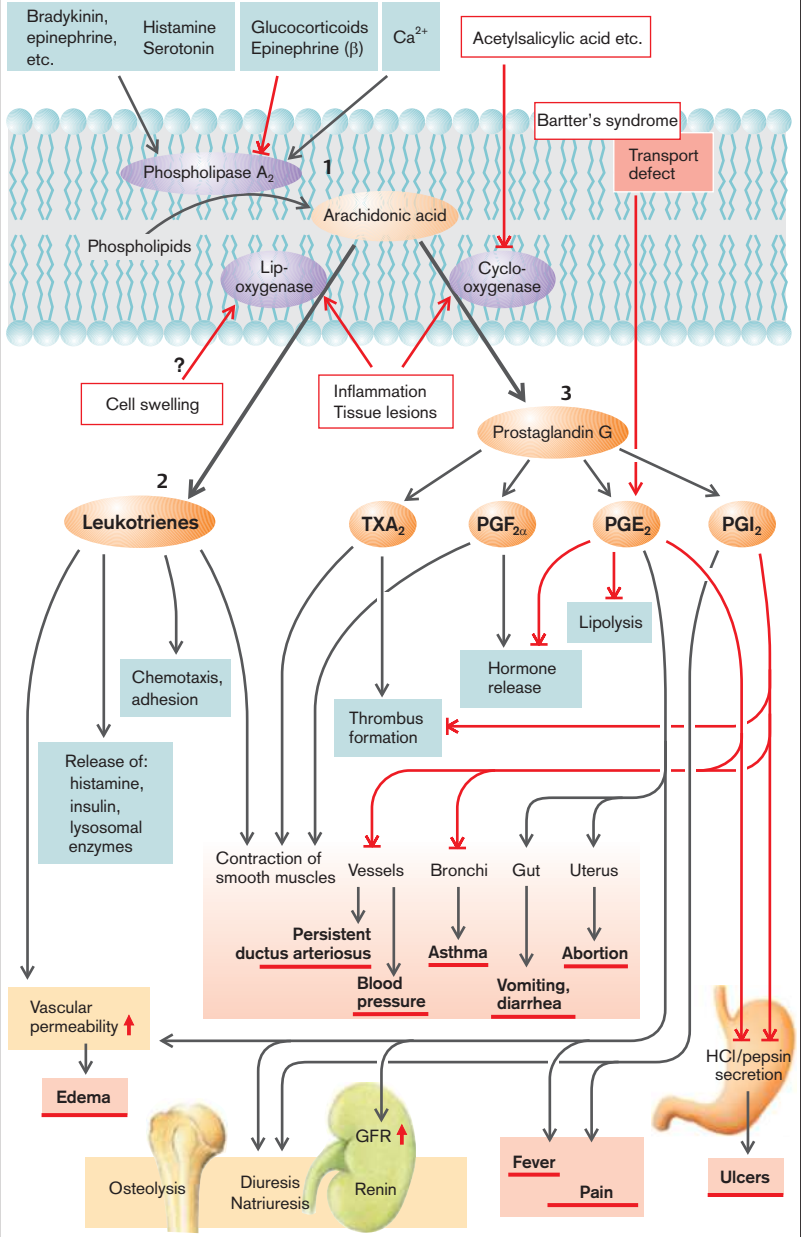 Bradykinin,
epinephrine,
etc.
Histamine
Serotonin
Glucocorticoids
Epinephrine (β)
Ca²⁺
Acetylsalicylic acid etc.
Bartter's syndrome
Transport
defect
Phospholipase A₂
1
Arachidonic acid
Phospholipids
Lip-
oxygenase
Cyclo-
oxygenase
?
Cell swelling
Inflammation
Tissue lesions
3
Prostaglandin G
2
Leukotrienes
TXA₂
PGF₂α
PGE₂
PGI₂
Lipolysis
Hormone
release
Chemotaxis,
adhesion
Thrombus
formation
Release of:
histamine,
insulin,
lysosomal
enzymes
Contraction of
smooth muscles
Vessels
Bronchi
Gut
Uterus
Persistent
ductus arteriosus
Asthma
Abortion
Blood
pressure
Vomiting,
diarrhea
Vascular
permeability
Edema
HCl/pepsin
secretion
Ulcers
GFR
Osteolysis
Diuresis
Natriuresis
Renin
Fever
Pain